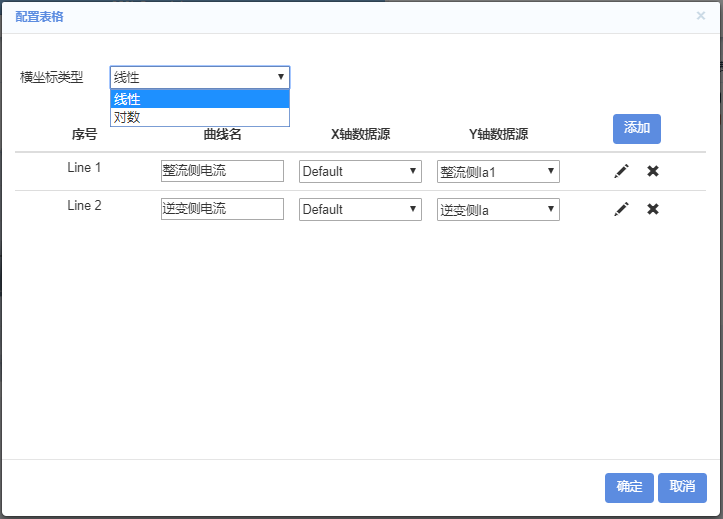 配置表格 ×
横坐标类型 线性
线性
对数
序号 曲线名 X轴数据源 Y轴数据源 添加
Line 1 整流侧电流 Default 整流侧Ia1
Line 2 逆变侧电流 Default 逆变侧Ia
确定 取消